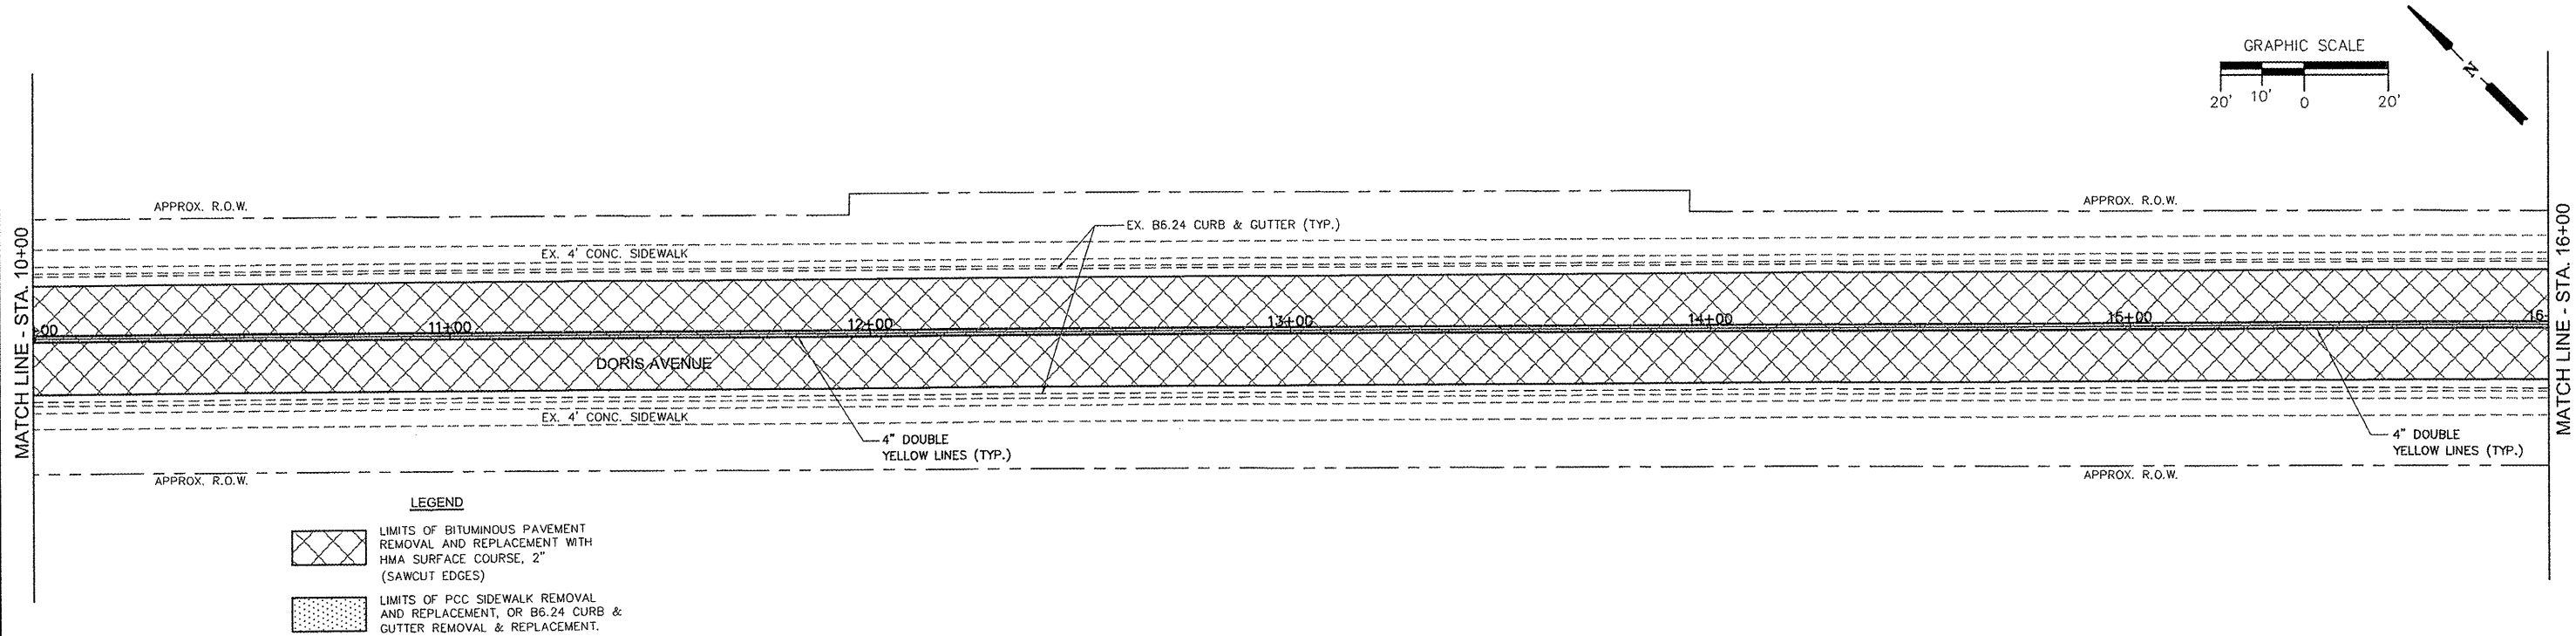 GRAPHIC SCALE
20' 10' 0 20'
N
MATCH LINE - STA. 10+00
MATCH LINE - STA. 16+00
APPROX. R.O.W.
APPROX. R.O.W.
EX. B6.24 CURB & GUTTER (TYP.)
EX. 4' CONC. SIDEWALK
+00 11+00 12+00 13+00 14+00 15+00 16+
DORIS AVENUE
EX. 4' CONC. SIDEWALK
4" DOUBLE
YELLOW LINES (TYP.)
4" DOUBLE
YELLOW LINES (TYP.)
APPROX. R.O.W.
APPROX. R.O.W.
LEGEND
LIMITS OF BITUMINOUS PAVEMENT
REMOVAL AND REPLACEMENT WITH
HMA SURFACE COURSE, 2"
(SAWCUT EDGES)
LIMITS OF PCC SIDEWALK REMOVAL
AND REPLACEMENT, OR B6.24 CURB &
GUTTER REMOVAL & REPLACEMENT.